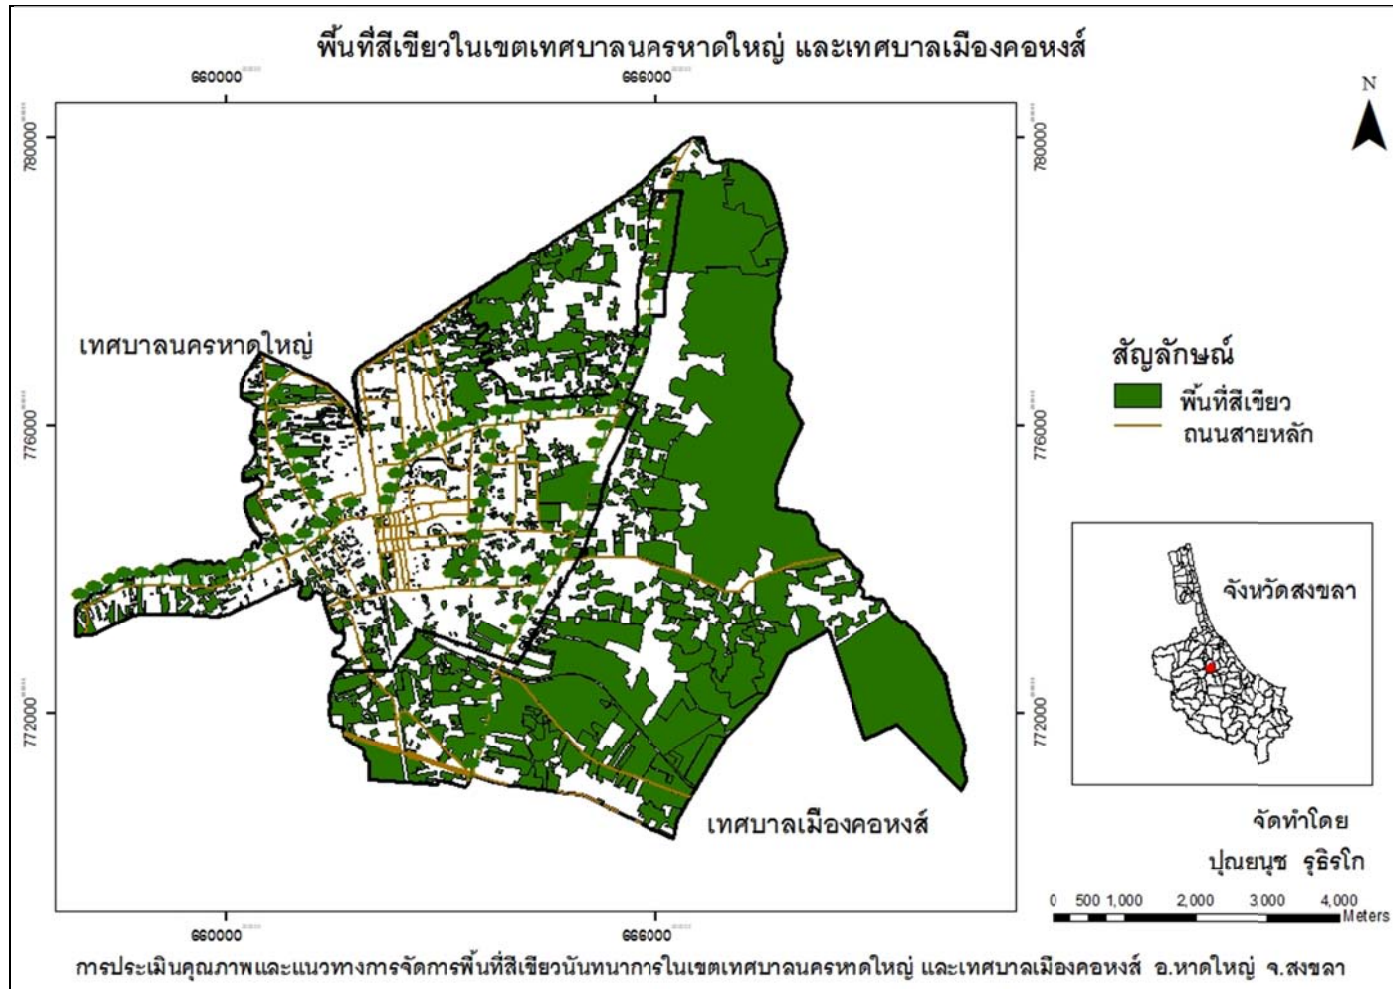 พื้นที่สีเขียวในเขตเทศบาลนครหาดใหญ่ และเทศบาลเมืองคอหงส์
660000 666000
N
780000 780000
เทศบาลนครหาดใหญ่
สัญลักษณ์
พื้นที่สีเขียว
776000 776000
ถนนสายหลัก
จังหวัดสงขลา
772000 772000
เทศบาลเมืองคอหงส์
จัดทำโดย
ปุณยนุช รุธิรโก
0 500 1,000 2,000 3,000 4,000
Meters
660000 666000
การประเมินคุณภาพและแนวทางการจัดการพื้นที่สีเขียวนันทนาการในเขตเทศบาลนครหาดใหญ่ และเทศบาลเมืองคอหงส์ อ.หาดใหญ่ จ.สงขลา